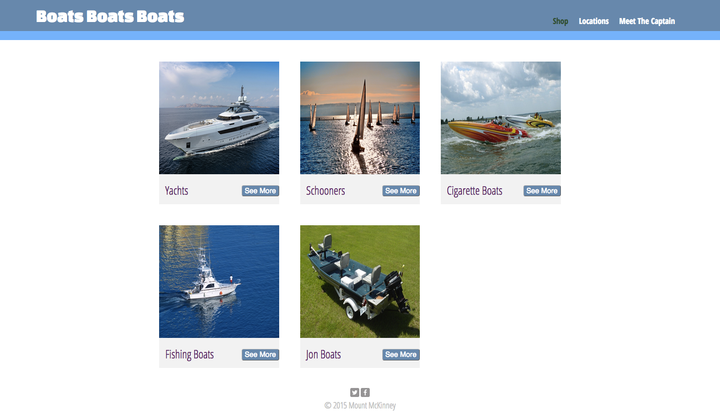 Boats Boats Boats
Shop Locations Meet The Captain
Yachts See More
Schooners See More
Cigarette Boats See More
Fishing Boats See More
Jon Boats See More
© 2015 Mount McKinney